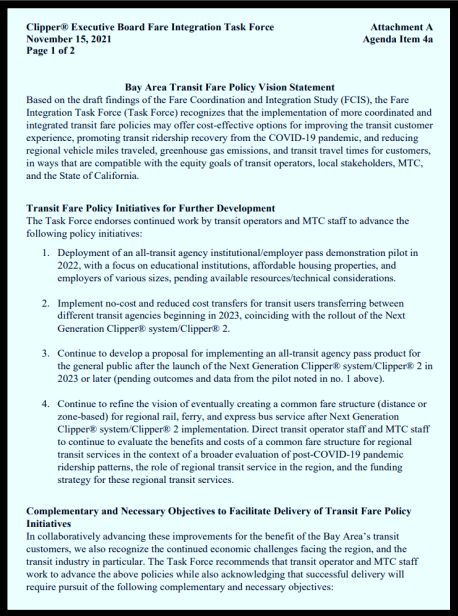 Clipper® Executive Board Fare Integration Task Force Attachment A
November 15, 2021 Agenda Item 4a
Page 1 of 2
Bay Area Transit Fare Policy Vision Statement
Based on the draft findings of the Fare Coordination and Integration Study (FCIS), the Fare
Integration Task Force (Task Force) recognizes that the implementation of more coordinated and
integrated transit fare policies may offer cost-effective options for improving the transit customer
experience, promoting transit ridership recovery from the COVID-19 pandemic, and reducing
regional vehicle miles traveled, greenhouse gas emissions, and transit travel times for customers,
in ways that are compatible with the equity goals of transit operators, local stakeholders, MTC,
and the State of California.
Transit Fare Policy Initiatives for Further Development
The Task Force endorses continued work by transit operators and MTC staff to advance the
following policy initiatives:
1. Deployment of an all-transit agency institutional/employer pass demonstration pilot in
2022, with a focus on educational institutions, affordable housing properties, and
employers of various sizes, pending available resources/technical considerations.
2. Implement no-cost and reduced cost transfers for transit users transferring between
different transit agencies beginning in 2023, coinciding with the rollout of the Next
Generation Clipper® system/Clipper® 2.
3. Continue to develop a proposal for implementing an all-transit agency pass product for
the general public after the launch of the Next Generation Clipper® system/Clipper® 2 in
2023 or later (pending outcomes and data from the pilot noted in no. 1 above).
4. Continue to refine the vision of eventually creating a common fare structure (distance or
zone-based) for regional rail, ferry, and express bus service after Next Generation
Clipper® system/Clipper® 2 implementation. Direct transit operator staff and MTC staff
to continue to evaluate the benefits and costs of a common fare structure for regional
transit services in the context of a broader evaluation of post-COVID-19 pandemic
ridership patterns, the role of regional transit service in the region, and the funding
strategy for these regional transit services.
Complementary and Necessary Objectives to Facilitate Delivery of Transit Fare Policy
Initiatives
In collaboratively advancing these improvements for the benefit of the Bay Area's transit
customers, we also recognize the continued economic challenges facing the region, and the
transit industry in particular. The Task Force recommends that transit operator and MTC staff
work to advance the above policies while also acknowledging that successful delivery will
require pursuit of the following complementary and necessary objectives: